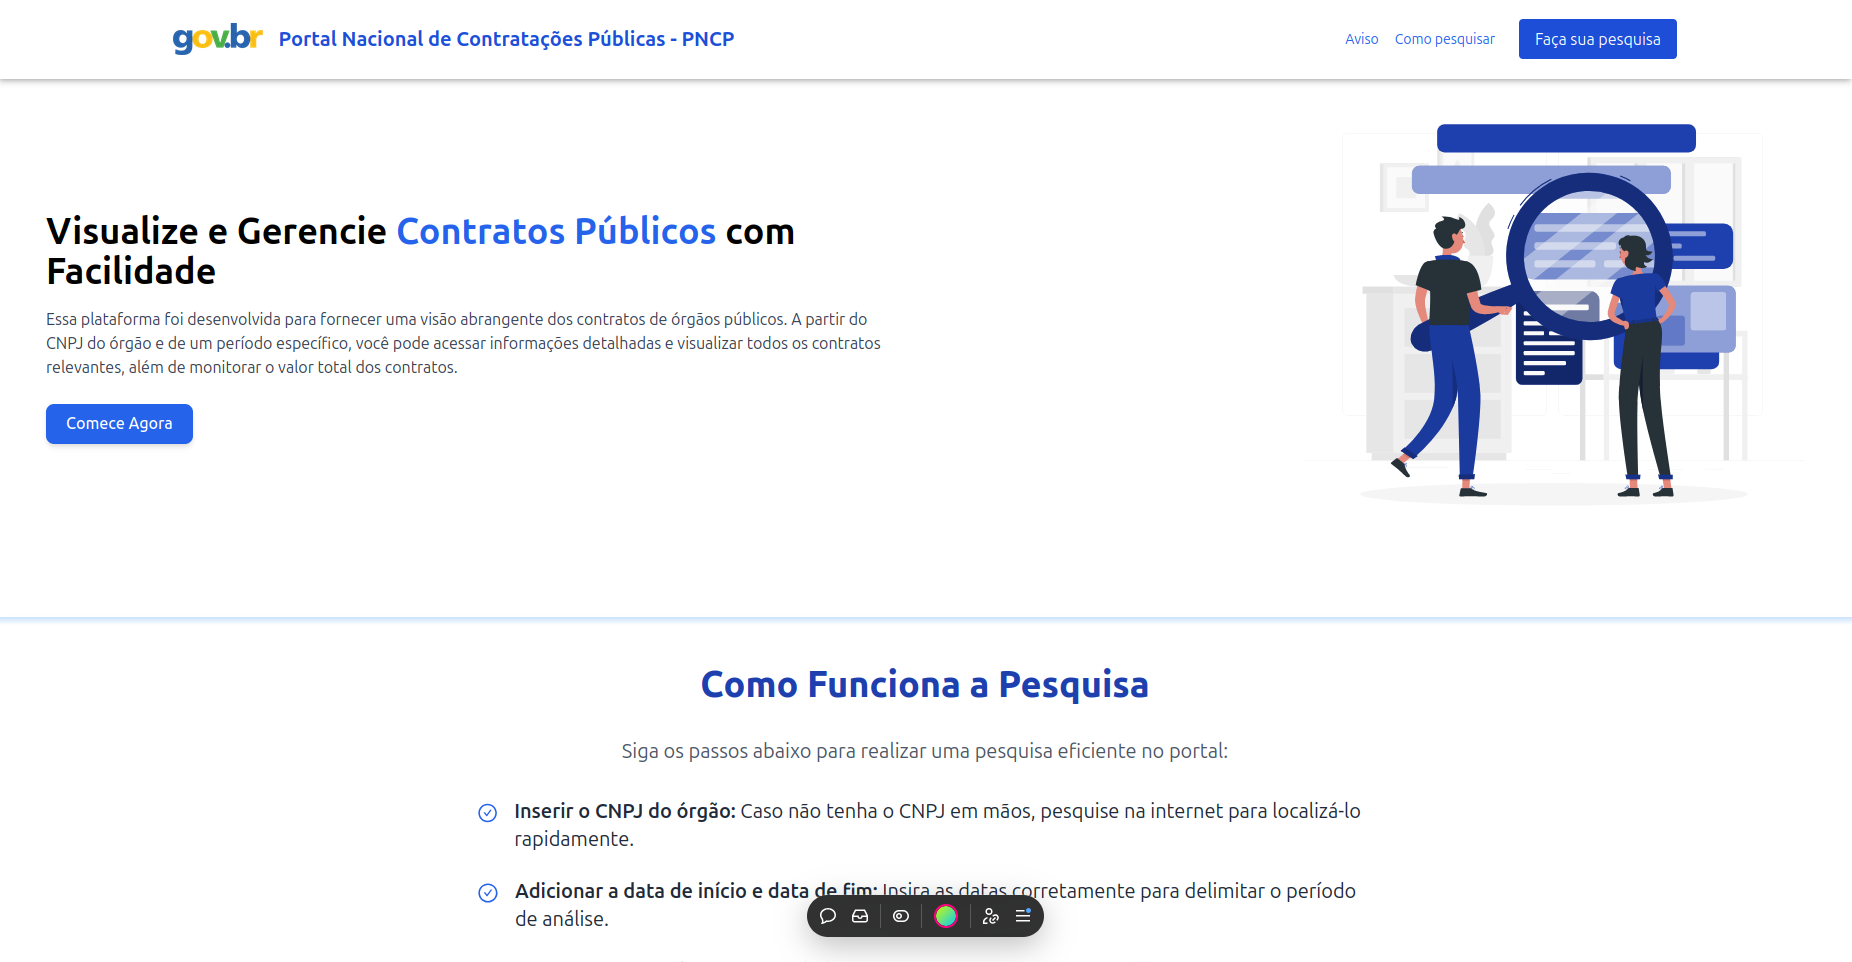 gov.br Portal Nacional de Contratações Públicas - PNCP
Aviso Como pesquisar Faça sua pesquisa
Visualize e Gerencie Contratos Públicos com
Facilidade
Essa plataforma foi desenvolvida para fornecer uma visão abrangente dos contratos de órgãos públicos. A partir do
CNPJ do órgão e de um período específico, você pode acessar informações detalhadas e visualizar todos os contratos
relevantes, além de monitorar o valor total dos contratos.
Comece Agora
Como Funciona a Pesquisa
Siga os passos abaixo para realizar uma pesquisa eficiente no portal:
Inserir o CNPJ do órgão: Caso não tenha o CNPJ em mãos, pesquise na internet para localizá-lo
rapidamente.
Adicionar a data de início e data de fim: Insira as datas corretamente para delimitar o período
de análise.